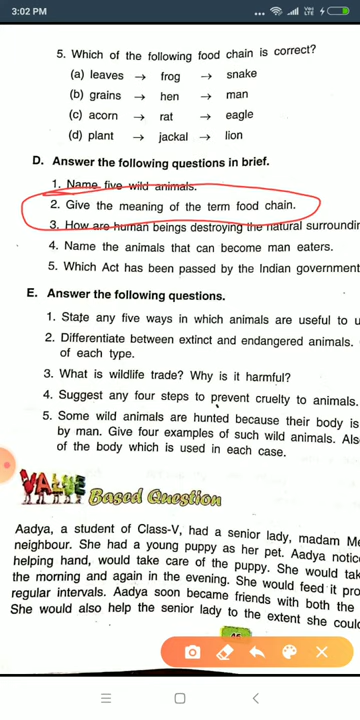 3:02 PM
5. Which of the following food chain is correct?
(a) leaves → frog → snake
(b) grains → hen → man
(c) acorn → rat → eagle
(d) plant → jackal → lion
D. Answer the following questions in brief.
1. Name five wild animals.
2. Give the meaning of the term food chain.
3. How are human beings destroying the natural surroundin
4. Name the animals that can become man eaters.
5. Which Act has been passed by the Indian government
E. Answer the following questions.
1. State any five ways in which animals are useful to u
2. Differentiate between extinct and endangered animals.
of each type.
3. What is wildlife trade? Why is it harmful?
4. Suggest any four steps to prevent cruelty to animals.
5. Some wild animals are hunted because their body is
by man. Give four examples of such wild animals. Als
of the body which is used in each case.
VALUE Based Question
Aadya, a student of Class-V, had a senior lady, madam Me
neighbour. She had a young puppy as her pet. Aadya notic
helping hand, would take care of the puppy. She would tak
the morning and again in the evening. She would feed it pro
regular intervals. Aadya soon became friends with both the
She would also help the senior lady to the extent she coul